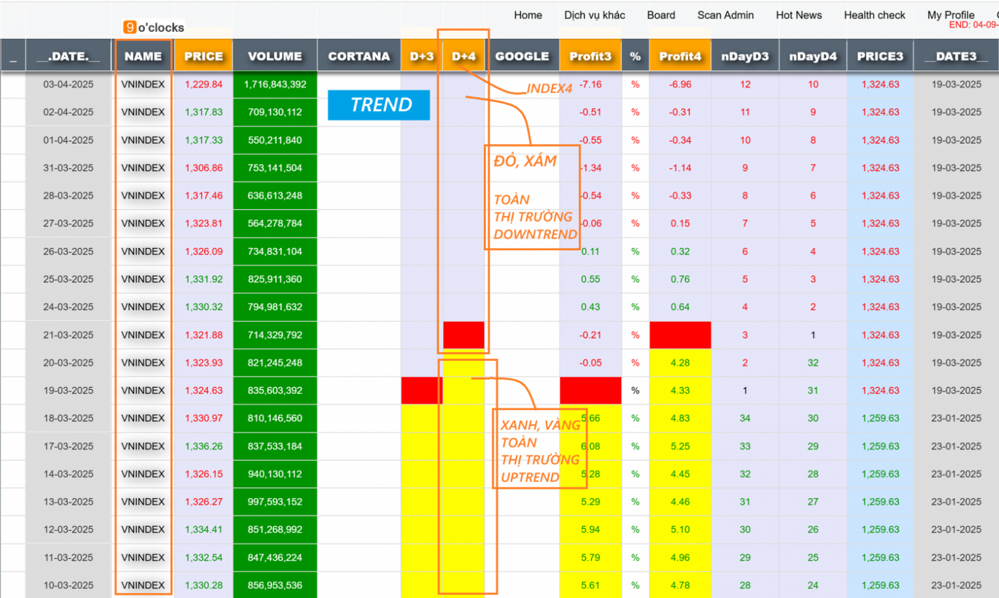 Home Dịch vụ khác Board Scan Admin Hot News Health check My Profile
END: 04-09-
9 o'clocks
_ __.DATE.__ NAME PRICE VOLUME CORTANA D+3 D+4 GOOGLE Profit3 % Profit4 nDayD3 nDayD4 PRICE3 __DATE3__
03-04-2025 VNINDEX 1,229.84 1,716,843,392 -7.16 % -6.96 12 10 1,324.63 19-03-2025
INDEX4
TREND
02-04-2025 VNINDEX 1,317.83 709,130,112 -0.51 % -0.31 11 9 1,324.63 19-03-2025
01-04-2025 VNINDEX 1,317.33 550,211,840 -0.55 % -0.34 10 8 1,324.63 19-03-2025
ĐỎ, XÁM
31-03-2025 VNINDEX 1,306.86 753,141,504 -1.34 % -1.14 9 7 1,324.63 19-03-2025
28-03-2025 VNINDEX 1,317.46 636,613,248 -0.54 % -0.33 8 6 1,324.63 19-03-2025
TOÀN
THỊ TRƯỜNG
27-03-2025 VNINDEX 1,323.81 564,278,784 -0.06 % 0.15 7 5 1,324.63 19-03-2025
DOWNTREND
26-03-2025 VNINDEX 1,326.09 734,831,104 0.11 % 0.32 6 4 1,324.63 19-03-2025
25-03-2025 VNINDEX 1,331.92 825,911,360 0.55 % 0.76 5 3 1,324.63 19-03-2025
24-03-2025 VNINDEX 1,330.32 794,981,632 0.43 % 0.64 4 2 1,324.63 19-03-2025
21-03-2025 VNINDEX 1,321.88 714,329,792 -0.21 % 3 1 1,324.63 19-03-2025
20-03-2025 VNINDEX 1,323.93 821,245,248 -0.05 % 4.28 2 32 1,324.63 19-03-2025
19-03-2025 VNINDEX 1,324.63 835,603,392 % 4.33 1 31 1,324.63 19-03-2025
18-03-2025 VNINDEX 1,330.97 810,146,560 5.66 % 4.83 34 30 1,259.63 23-01-2025
XANH, VÀNG
TOÀN
17-03-2025 VNINDEX 1,336.26 837,533,184 6.08 % 5.25 33 29 1,259.63 23-01-2025
THỊ TRƯỜNG
UPTREND
14-03-2025 VNINDEX 1,326.15 940,130,112 5.28 % 4.45 32 28 1,259.63 23-01-2025
13-03-2025 VNINDEX 1,326.27 997,593,152 5.29 % 4.46 31 27 1,259.63 23-01-2025
12-03-2025 VNINDEX 1,334.41 851,268,992 5.94 % 5.10 30 26 1,259.63 23-01-2025
11-03-2025 VNINDEX 1,332.54 847,436,224 5.79 % 4.96 29 25 1,259.63 23-01-2025
10-03-2025 VNINDEX 1,330.28 856,953,536 5.61 % 4.78 28 24 1,259.63 23-01-2025